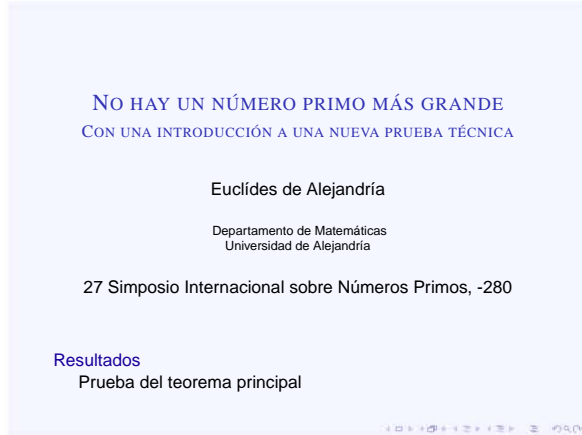 NO HAY UN NÚMERO PRIMO MÁS GRANDE
CON UNA INTRODUCCIÓN A UNA NUEVA PRUEBA TÉCNICA
Euclídes de Alejandría
Departamento de Matemáticas
Universidad de Alejandría
27 Simposio Internacional sobre Números Primos, -280
Resultados
Prueba del teorema principal